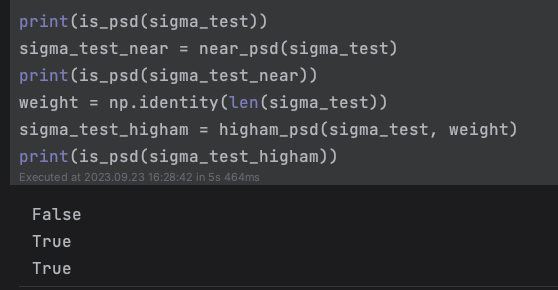 print(is_psd(sigma_test))
sigma_test_near = near_psd(sigma_test)
print(is_psd(sigma_test_near))
weight = np.identity(len(sigma_test))
sigma_test_higham = higham_psd(sigma_test, weight)
print(is_psd(sigma_test_higham))
Executed at 2023.09.23 16:28:42 in 5s 464ms
False
True
True